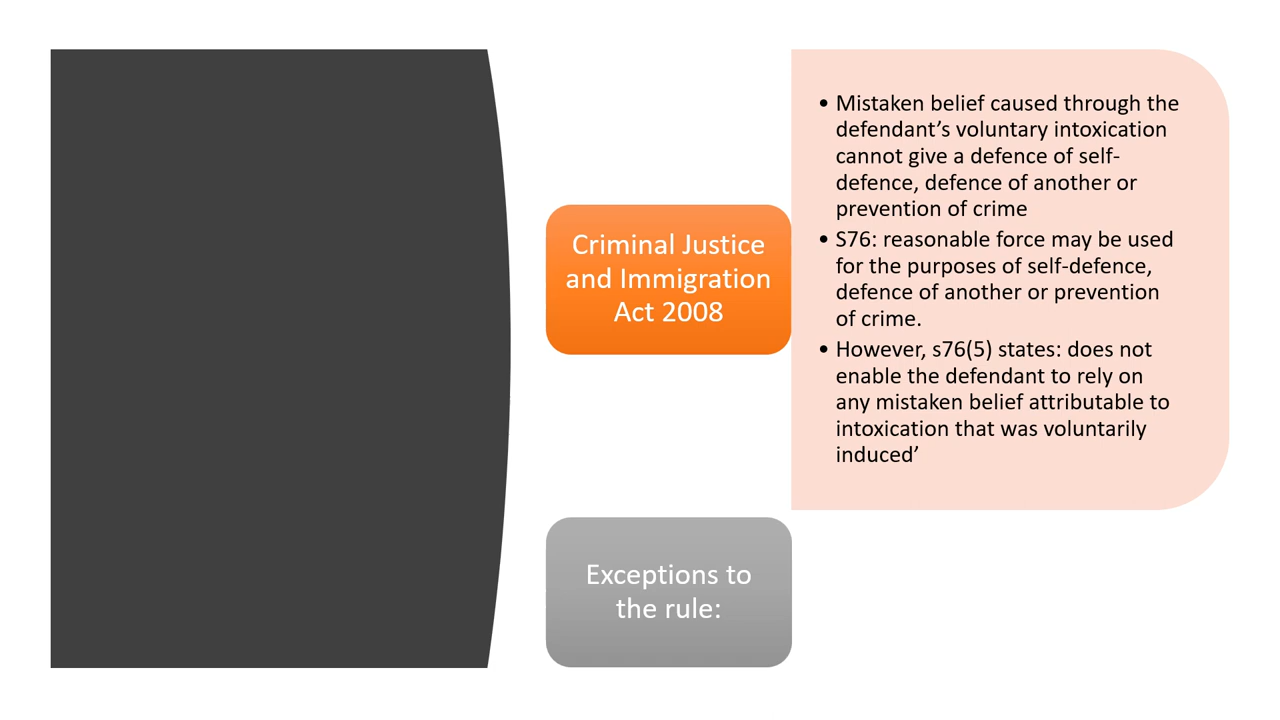 Criminal Justice
and Immigration
Act 2008
• Mistaken belief caused through the
defendant’s voluntary intoxication
cannot give a defence of self-
defence, defence of another or
prevention of crime
• S76: reasonable force may be used
for the purposes of self-defence,
defence of another or prevention
of crime.
• However, s76(5) states: does not
enable the defendant to rely on
any mistaken belief attributable to
intoxication that was voluntarily
induced’
Exceptions to
the rule: